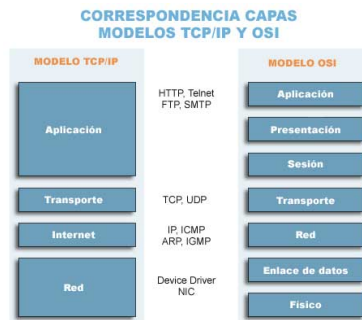 CORRESPONDENCIA CAPAS
MODELOS TCP/IP Y OSI
MODELO TCP/IP
Aplicación
Transporte
Internet
Red
HTTP, Telnet
FTP, SMTP
TCP, UDP
IP, ICMP
ARP, IGMP
Device Driver
NIC
MODELO OSI
Aplicación
Presentación
Sesión
Transporte
Red
Enlace de datos
Físico